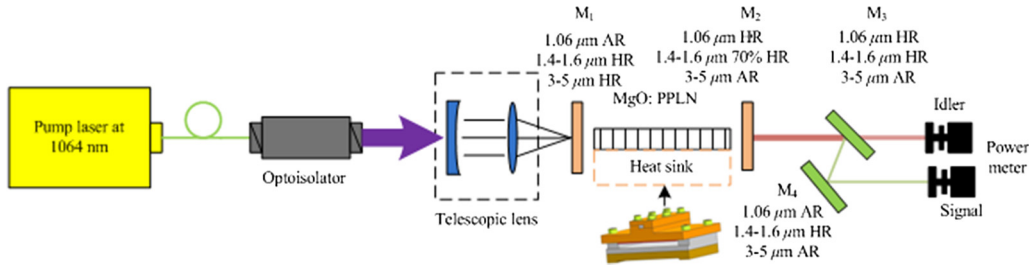 Pump laser at
1064 nm
Optoisolator
Telescopic lens
M₁
1.06 μm AR
1.4-1.6 μm HR
3-5 μm HR
M₂
1.06 μm HR
1.4-1.6 μm 70% HR
3-5 μm AR
MgO: PPLN
Heat sink
M₃
1.06 μm HR
1.4-1.6 μm HR
3-5 μm AR
M₄
1.06 μm AR
1.4-1.6 μm HR
3-5 μm AR
Idler
Power
meter
Signal